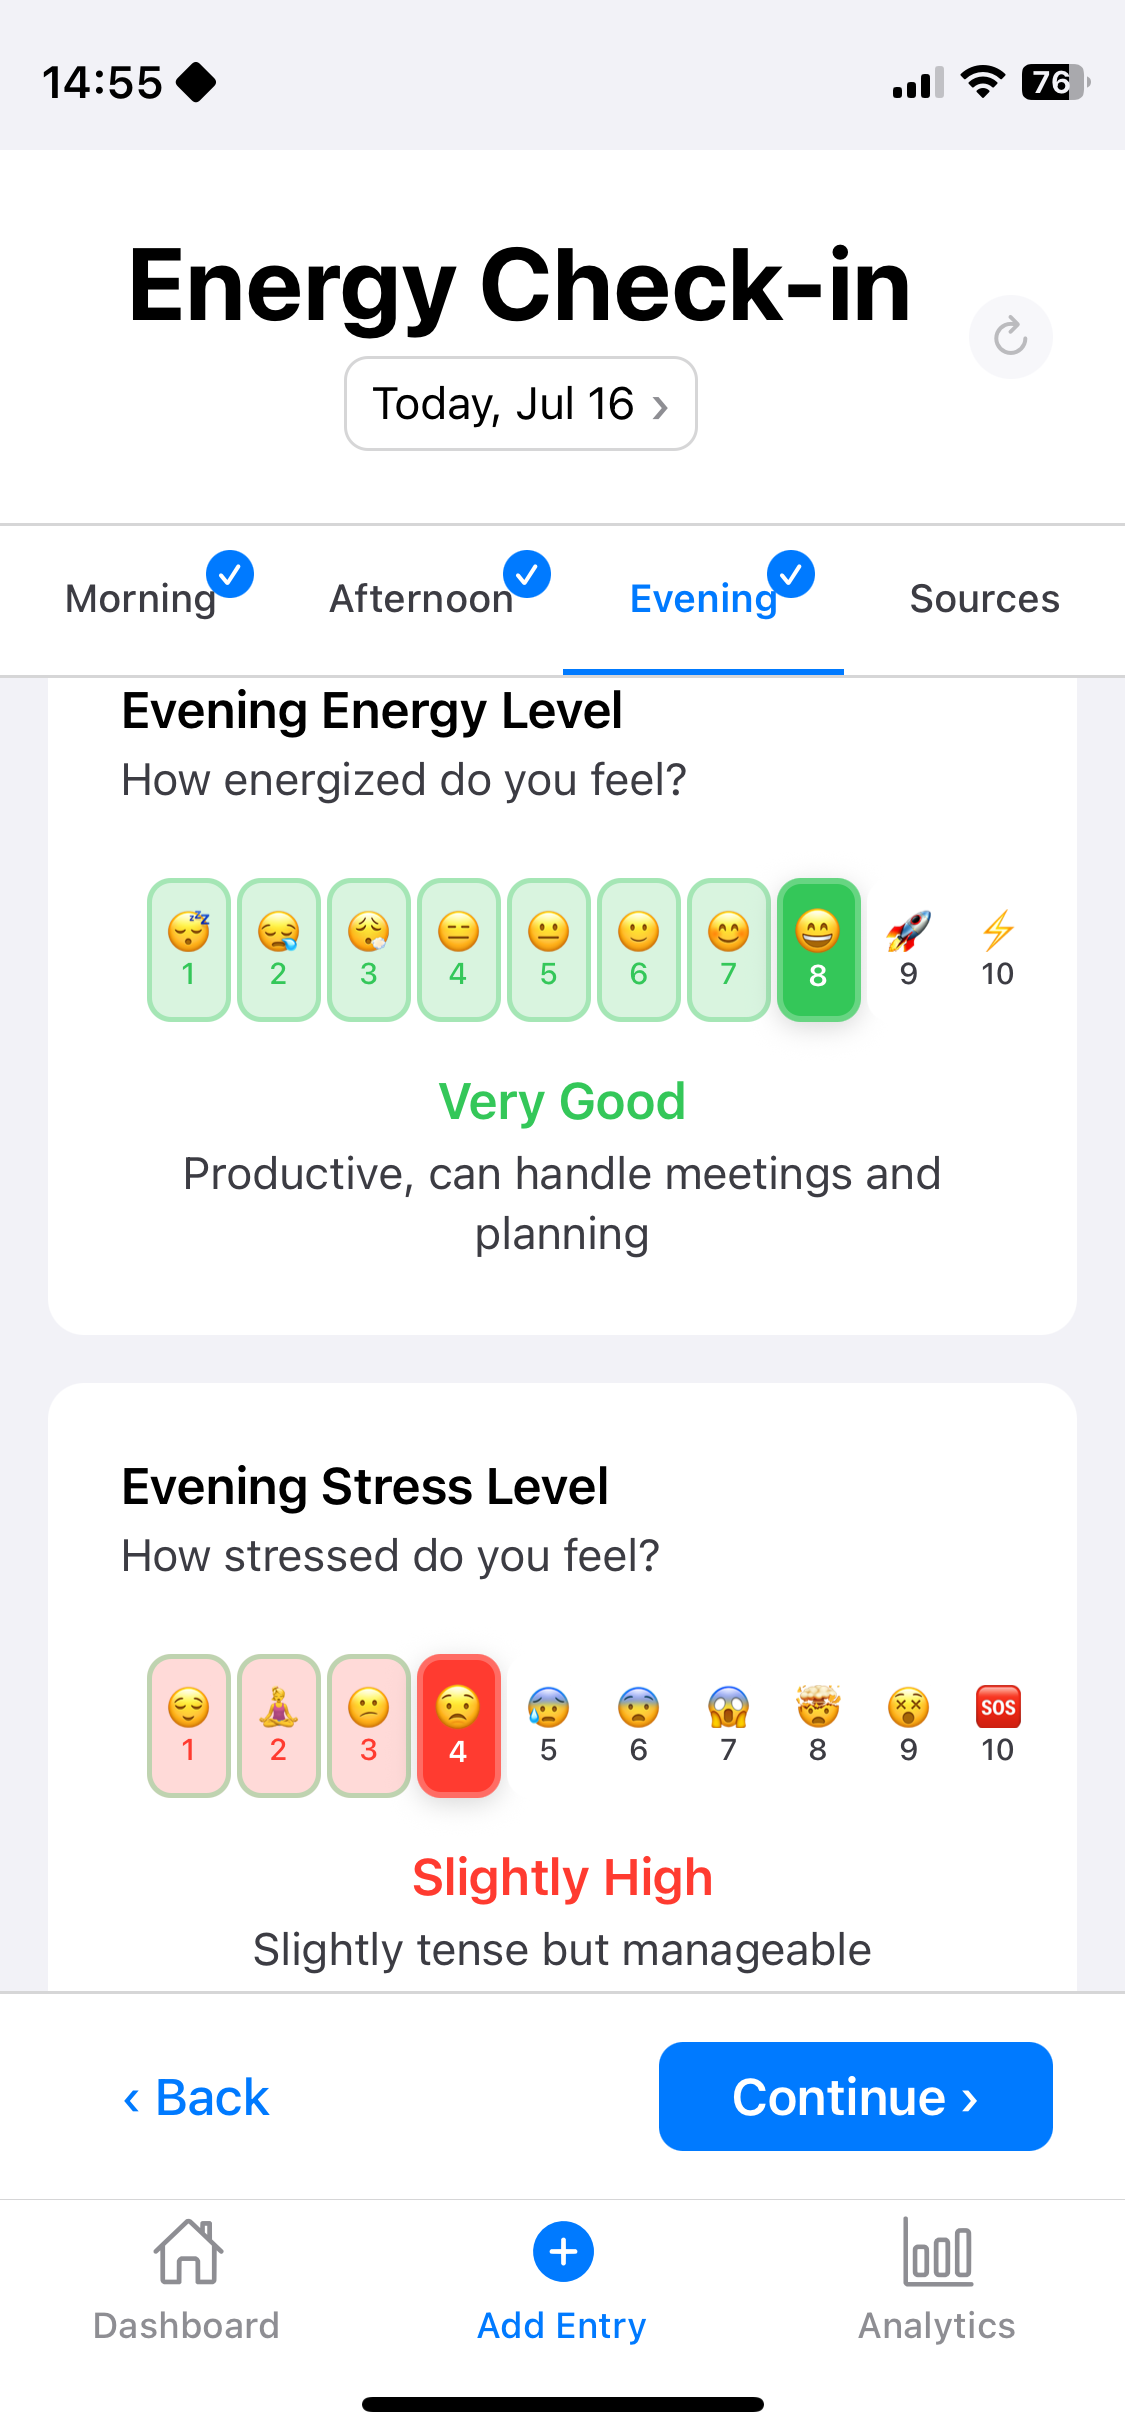 14:55
76
Energy Check-in
Today, Jul 16 ›
Morning
Afternoon
Evening
Sources
Evening Energy Level
How energized do you feel?
1 2 3 4 5 6 7 8 9 10
Very Good
Productive, can handle meetings and
planning
Evening Stress Level
How stressed do you feel?
SOS
1 2 3 4 5 6 7 8 9 10
Slightly High
Slightly tense but manageable
‹ Back
Continue ›
Dashboard
Add Entry
Analytics